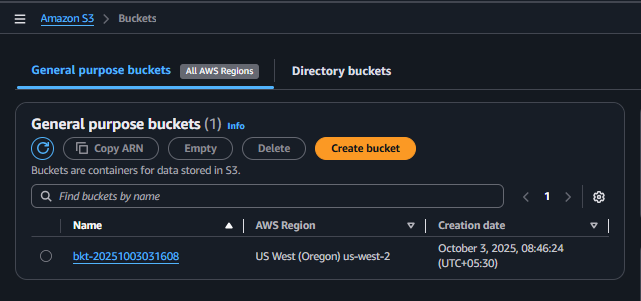 Amazon S3 > Buckets
General purpose buckets All AWS Regions Directory buckets
General purpose buckets (1) Info
Copy ARN Empty Delete Create bucket
Buckets are containers for data stored in S3.
Find buckets by name 1
Name AWS Region Creation date
bkt-20251003031608 US West (Oregon) us-west-2 October 3, 2025, 08:46:24
(UTC+05:30)